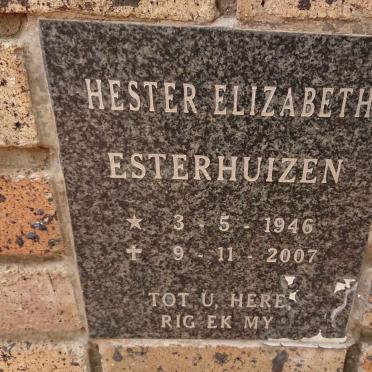 HESTER ELIZABETH
ESTERHUIZEN
★ 3 - 5 - 1946
✝ 9 - 11 - 2007
TOT U, HERE
RIG EK MY